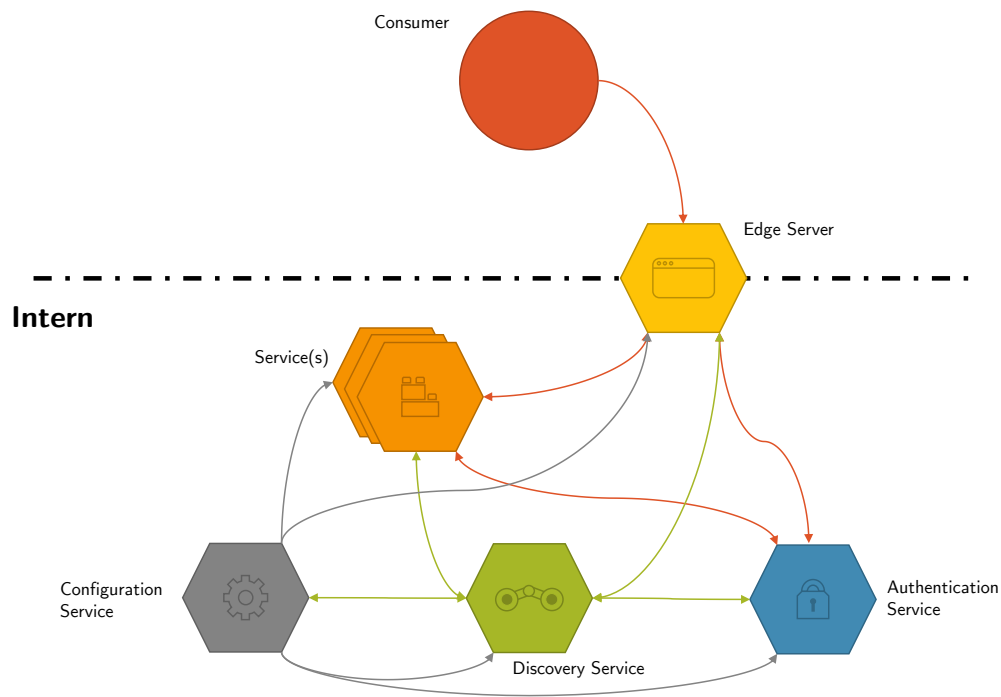 Consumer
Edge Server
Intern
Service(s)
Configuration
Service
Authentication
Service
Discovery Service